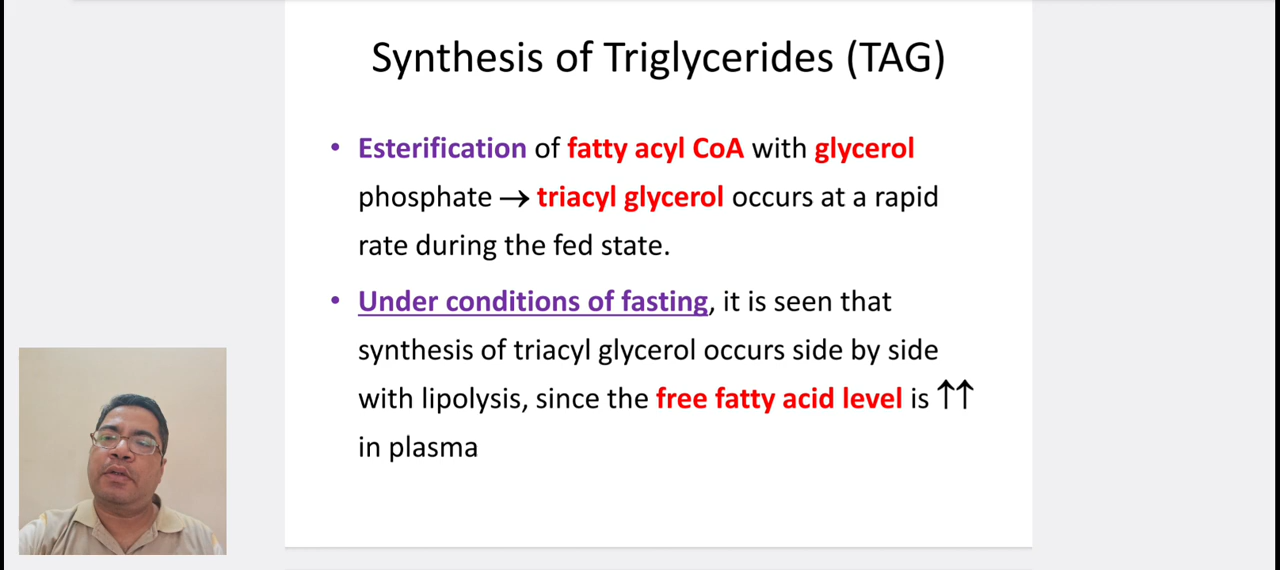 Synthesis of Triglycerides (TAG)
• Esterification of fatty acyl CoA with glycerol
phosphate → triacyl glycerol occurs at a rapid
rate during the fed state.
• Under conditions of fasting, it is seen that
synthesis of triacyl glycerol occurs side by side
with lipolysis, since the free fatty acid level is ↑↑
in plasma